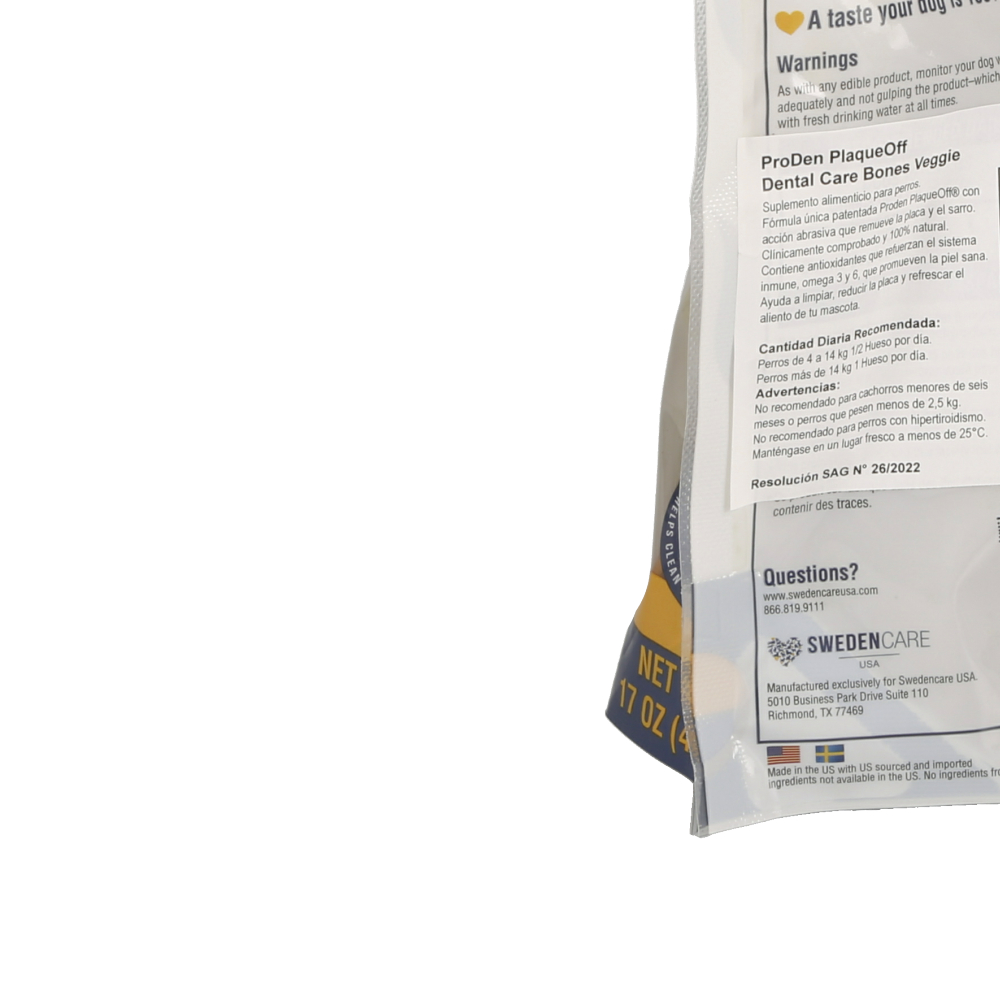 A taste your dog is
Warnings
As with any edible product, monitor your dog
adequately and not gulping the product–which
with fresh drinking water at all times.
ProDen PlaqueOff
Dental Care Bones Veggie
Suplemento alimenticio para perros.
Fórmula única patentada Proden PlaqueOff® con
acción abrasiva que remueve la placa y el sarro.
Clínicamente comprobado y 100% natural.
Contiene antioxidantes que refuerzan el sistema
inmune, omega 3 y 6, que promueven la piel sana.
Ayuda a limpiar, reducir la placa y refrescar el
aliento de tu mascota.
Cantidad Diaria Recomendada:
Perros de 4 a 14 kg 1/2 Hueso por día.
Perros más de 14 kg 1 Hueso por día.
Advertencias:
No recomendado para cachorros menores de seis
meses o perros que pesen menos de 2,5 kg.
No recomendado para perros con hipertiroidismo.
Manténgase en un lugar fresco a menos de 25°C.
Resolución SAG N° 26/2022
contenir des traces.
HELPS CLEAN
Questions?
www.swedencareusa.com
866.819.9111
SWEDENCARE
USA
Manufactured exclusively for Swedencare USA.
5010 Business Park Drive Suite 110
Richmond, TX 77469
NET
17 OZ (4
Made in the US with US sourced and imported
ingredients not available in the US. No ingredients